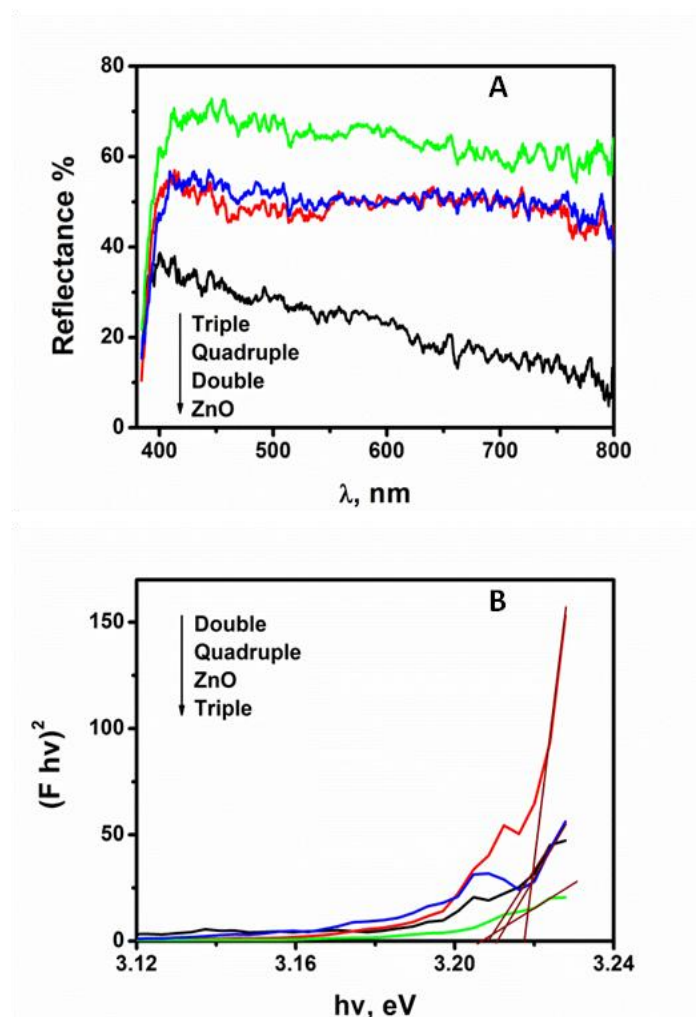 A
80
60
40
20
0
Reflectance %
Triple
Quadruple
Double
ZnO
400 500 600 700 800
λ, nm
B
150
100
50
0
(F hν)²
Double
Quadruple
ZnO
Triple
3.12 3.16 3.20 3.24
hν, eV